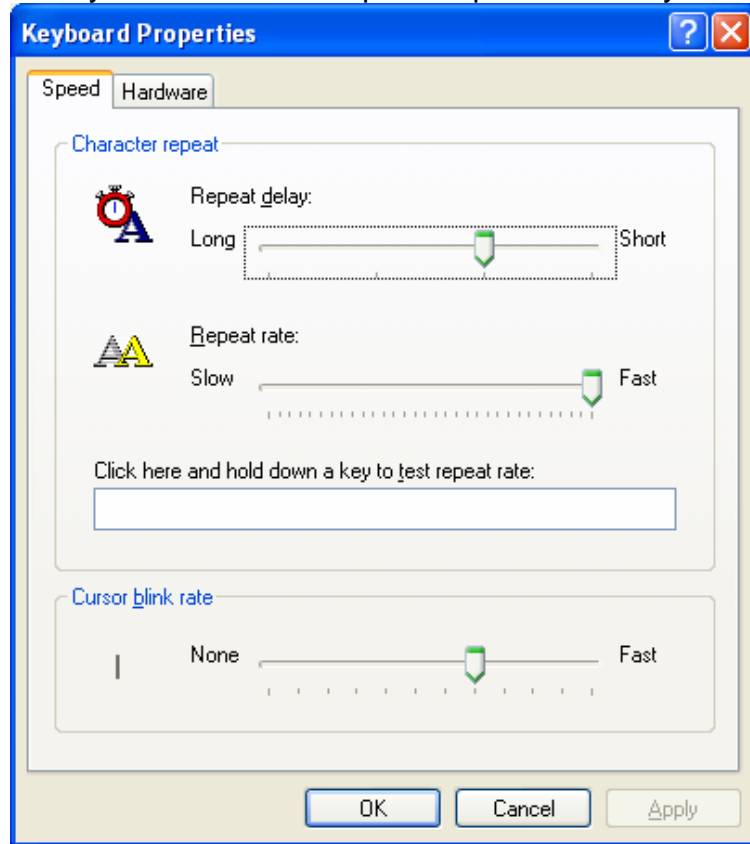 Keyboard Properties
Speed Hardware
Character repeat
Repeat delay:
Long Short
Repeat rate:
Slow Fast
Click here and hold down a key to test repeat rate:
Cursor blink rate
None Fast
OK Cancel Apply